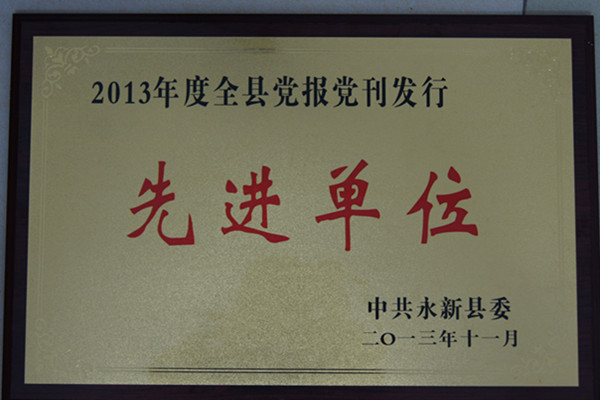 2013年度全县党报党刊发行
先进单位
中共永新县委
二〇一三年十一月